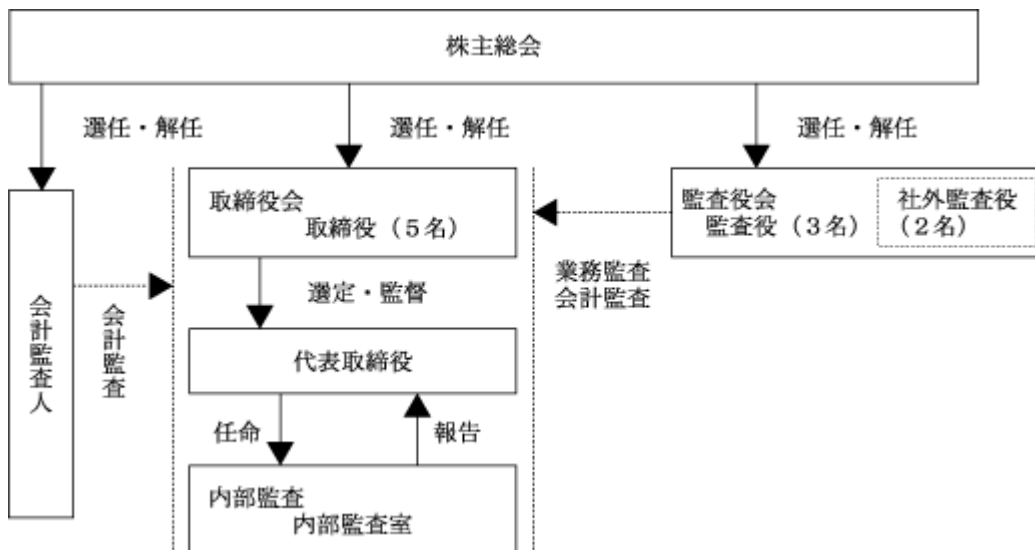 株主総会
選任・解任
選任・解任
選任・解任
取締役会
取締役（5名）
監査役会
監査役（3名）
社外監査役
（2名）
会計監査人
会計監査
業務監査
会計監査
選定・監督
代表取締役
任命
報告
内部監査
内部監査室